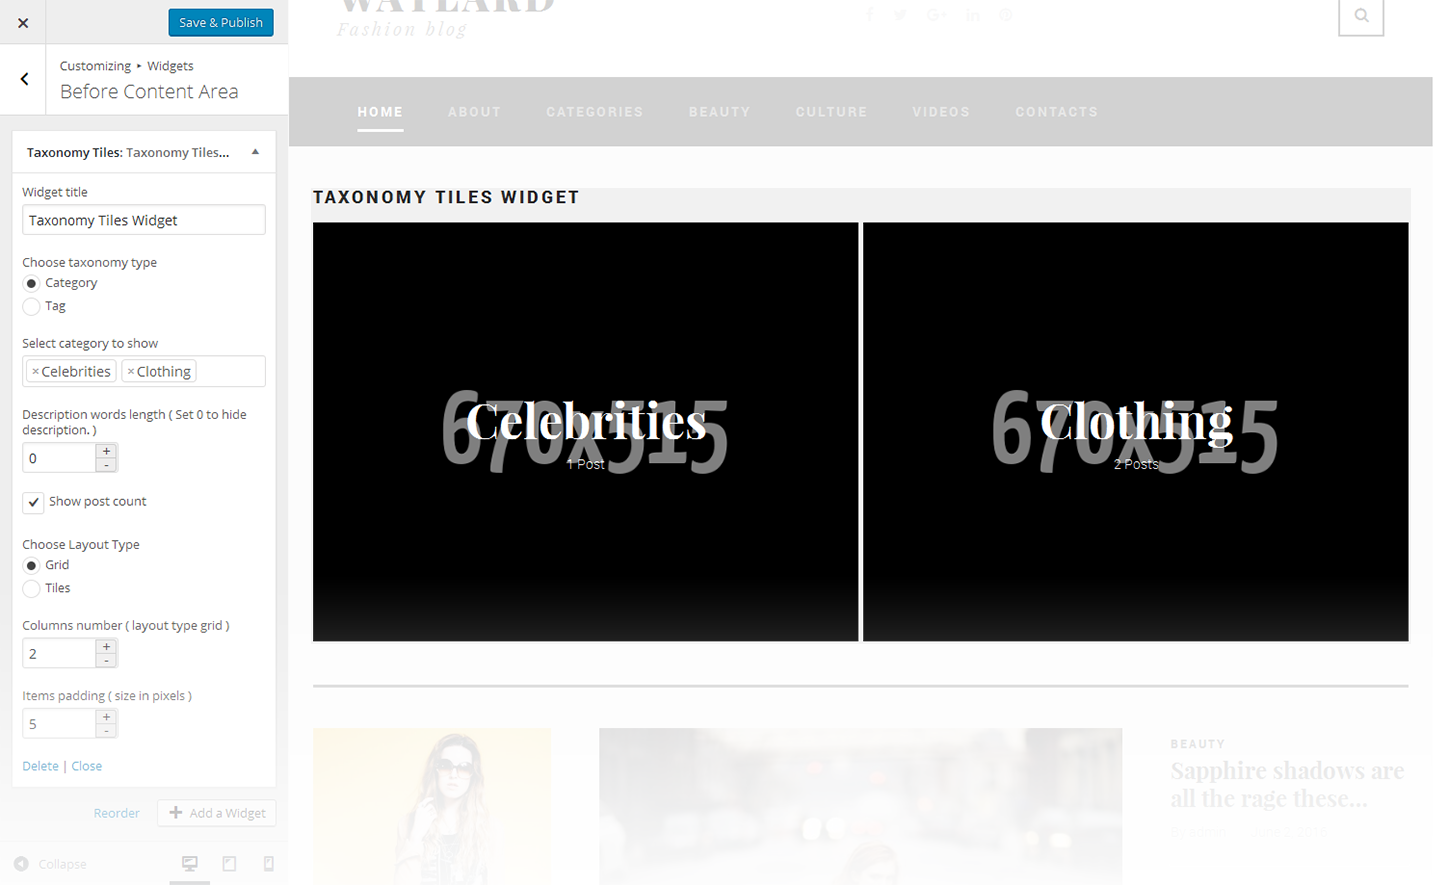 Save & Publish
Customizing ▸ Widgets
Before Content Area
Taxonomy Tiles: Taxonomy Tiles...
Widget title
Taxonomy Tiles Widget
Choose taxonomy type
Category
Tag
Select category to show
× Celebrities × Clothing
Description words length ( Set 0 to hide
description. )
0
+
-
Show post count
Choose Layout Type
Grid
Tiles
Columns number ( layout type grid )
2
+
-
Items padding ( size in pixels )
5
+
-
Delete | Close
Reorder
Add a Widget
Collapse
WAYLARD
Fashion blog
HOME ABOUT CATEGORIES BEAUTY CULTURE VIDEOS CONTACTS
TAXONOMY TILES WIDGET
670x515
Celebrities
1 Post
670x515
Clothing
2 Posts
BEAUTY
Sapphire shadows are
all the rage these...